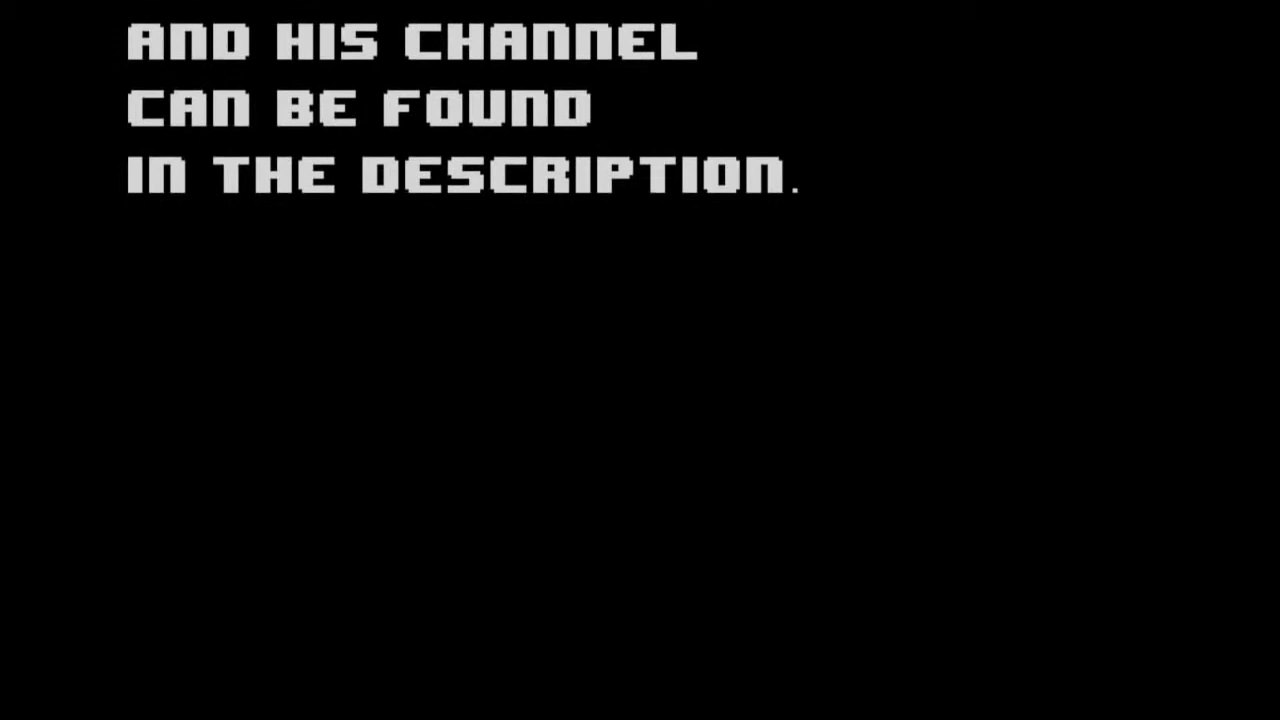 AND HIS CHANNEL
CAN BE FOUND
IN THE DESCRIPTION.